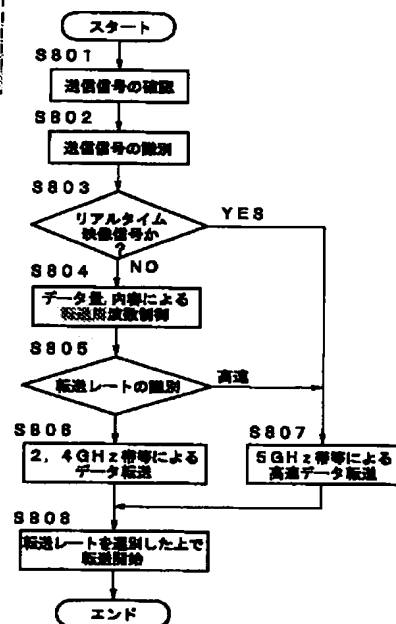 スタート
S801
送信信号の確認
S802
送信信号の識別
S803
リアルタイム
映像信号か
?
YES
NO
S804
データ量,内容による
転送周波数制御
S805
転送レートの識別
高速
S806
2,4GHz帯等による
データ転送
S807
5GHz帯等による
高速データ転送
S808
転送レートを選別した上で
転送開始
エンド